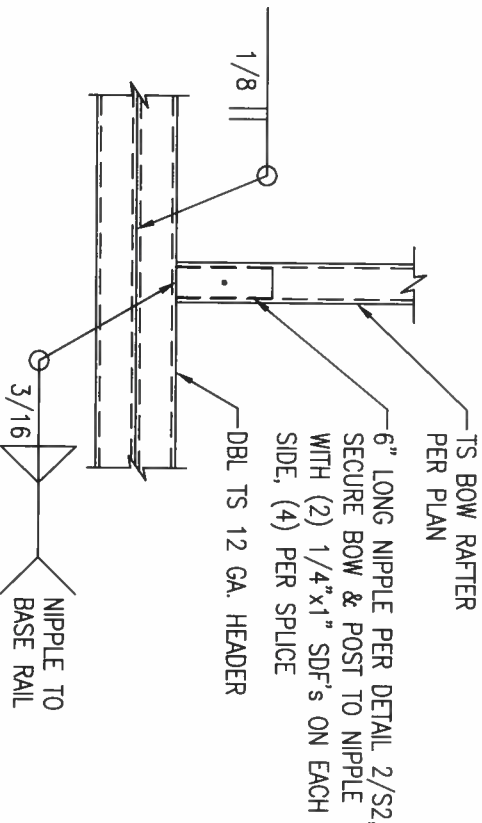 1/8
TS BOW RAFTER
PER PLAN
6" LONG NIPPLE PER DETAIL 2/S2,
SECURE BOW & POST TO NIPPLE
WITH (2) 1/4"x1" SDF's ON EACH
SIDE, (4) PER SPLICE
DBL TS 12 GA. HEADER
3/16
NIPPLE TO
BASE RAIL